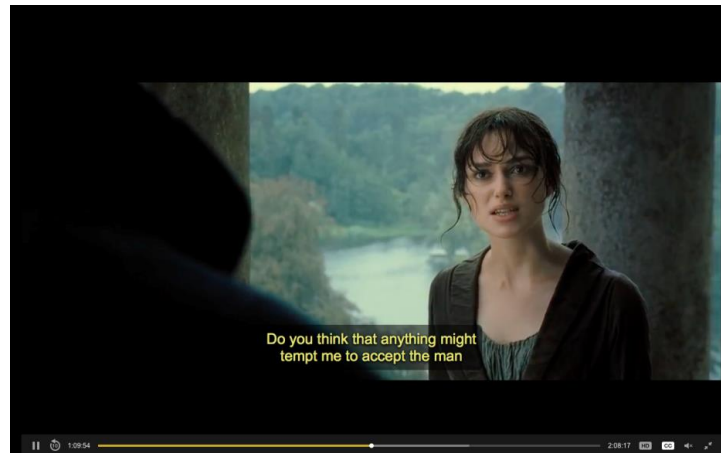 Do you think that anything might
tempt me to accept the man
10
1:09:54
2:08:17
HD
CC